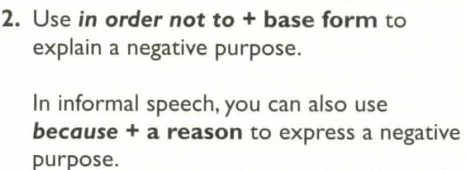 2. Use in order not to + base form to
explain a negative purpose.
In informal speech, you can also use
because + a reason to express a negative
purpose.